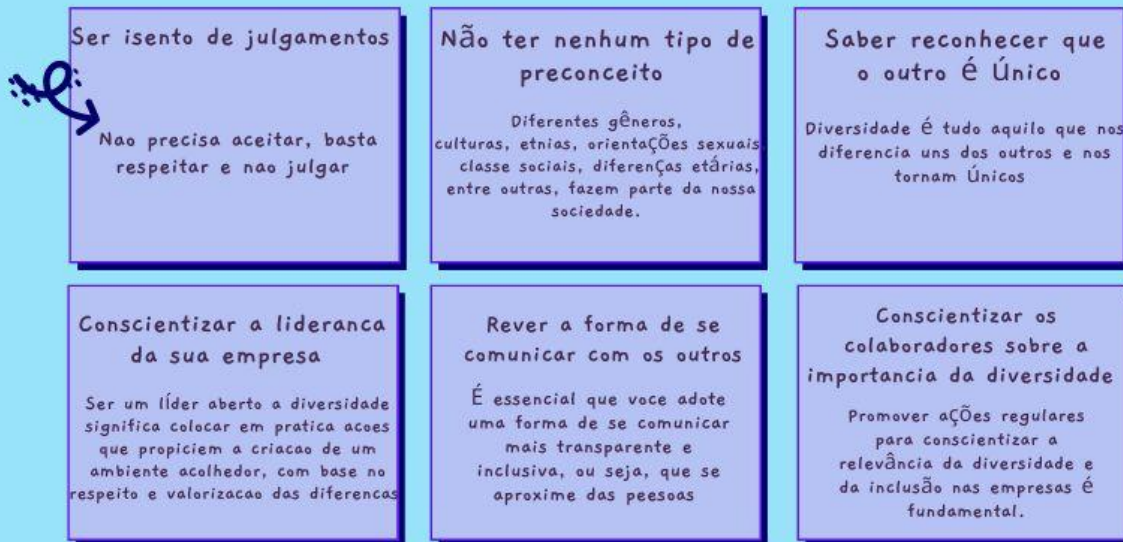 Ser isento de julgamentos
Nao precisa aceitar, basta
respeitar e nao julgar
Não ter nenhum tipo de
preconceito
Diferentes gêneros,
culturas, etnias, orientaÇÕes sexuais,
classe sociais, diferenÇas etárias,
entre outras, fazem parte da nossa
sociedade.
Saber reconhecer que
o outro É Único
Diversidade É tudo aquilo que nos
diferencia uns dos outros e nos
tornam Únicos
Conscientizar a lideranca
da sua empresa
Ser um lÍder aberto a diversidade
significa colocar em pratica acoes
que propiciem a criacao de um
ambiente acolhedor, com base no
respeito e valorizacao das diferencas
Rever a forma de se
comunicar com os outros
É essencial que voce adote
uma forma de se comunicar
mais transparente e
inclusiva, ou seja, que se
aproxime das peesoas
Conscientizar os
colaboradores sobre a
importancia da diversidade
Promover aÇÕes regulares
para conscientizar a
relevância da diversidade e
da inclusão nas empresas É
fundamental.